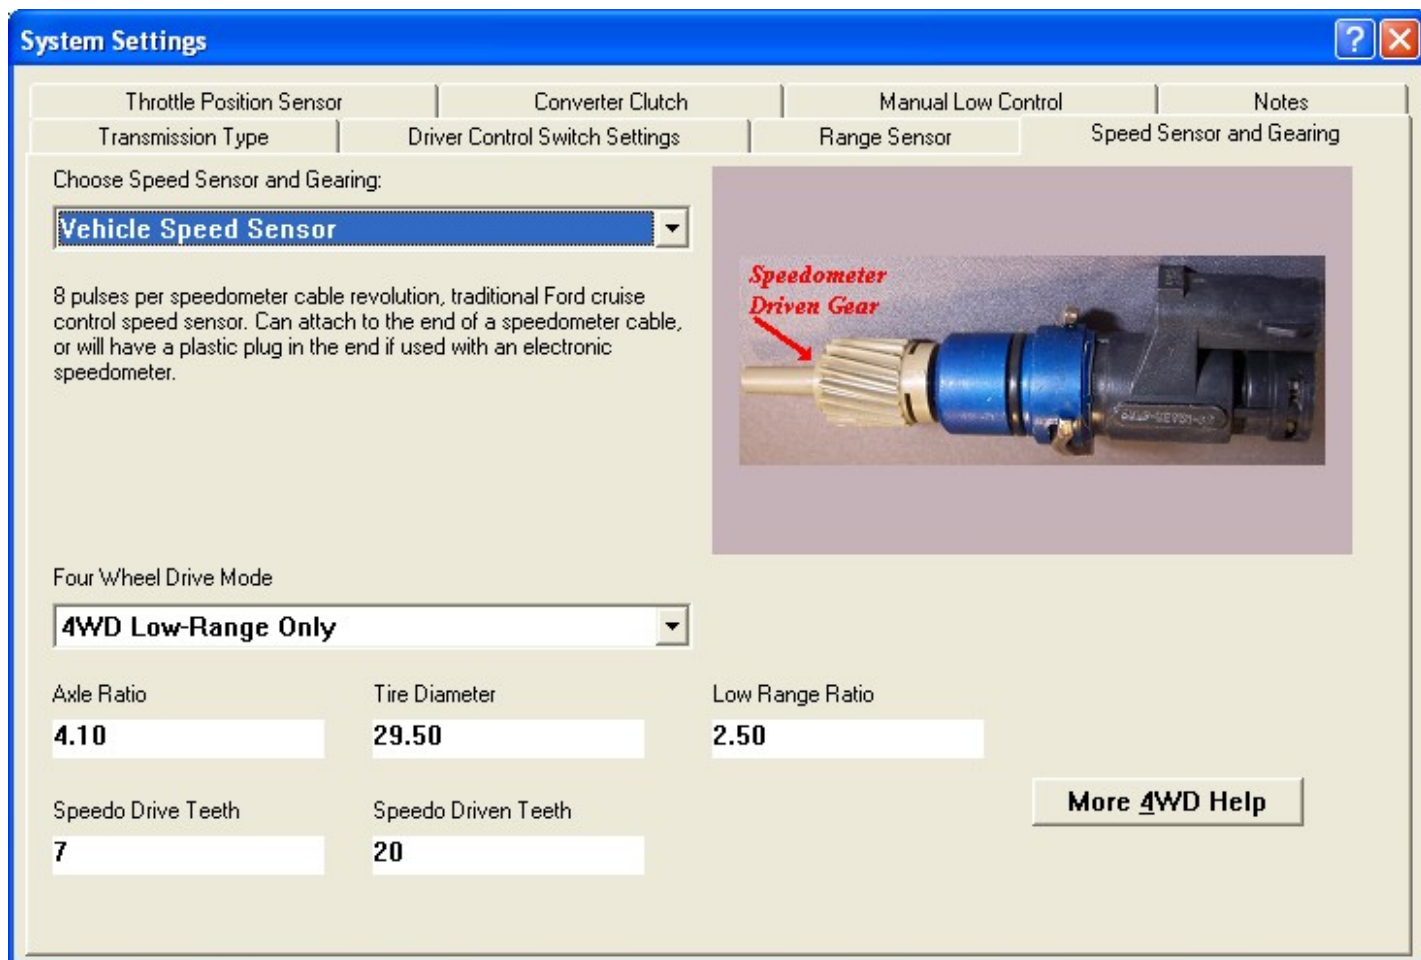 System Settings
Throttle Position Sensor
Converter Clutch
Manual Low Control
Notes
Transmission Type
Driver Control Switch Settings
Range Sensor
Speed Sensor and Gearing
Choose Speed Sensor and Gearing:
Vehicle Speed Sensor
8 pulses per speedometer cable revolution, traditional Ford cruise
control speed sensor. Can attach to the end of a speedometer cable,
or will have a plastic plug in the end if used with an electronic
speedometer.
Speedometer
Driven Gear
Four Wheel Drive Mode
4WD Low-Range Only
Axle Ratio
Tire Diameter
Low Range Ratio
4.10
29.50
2.50
More 4WD Help
Speedo Drive Teeth
Speedo Driven Teeth
7
20